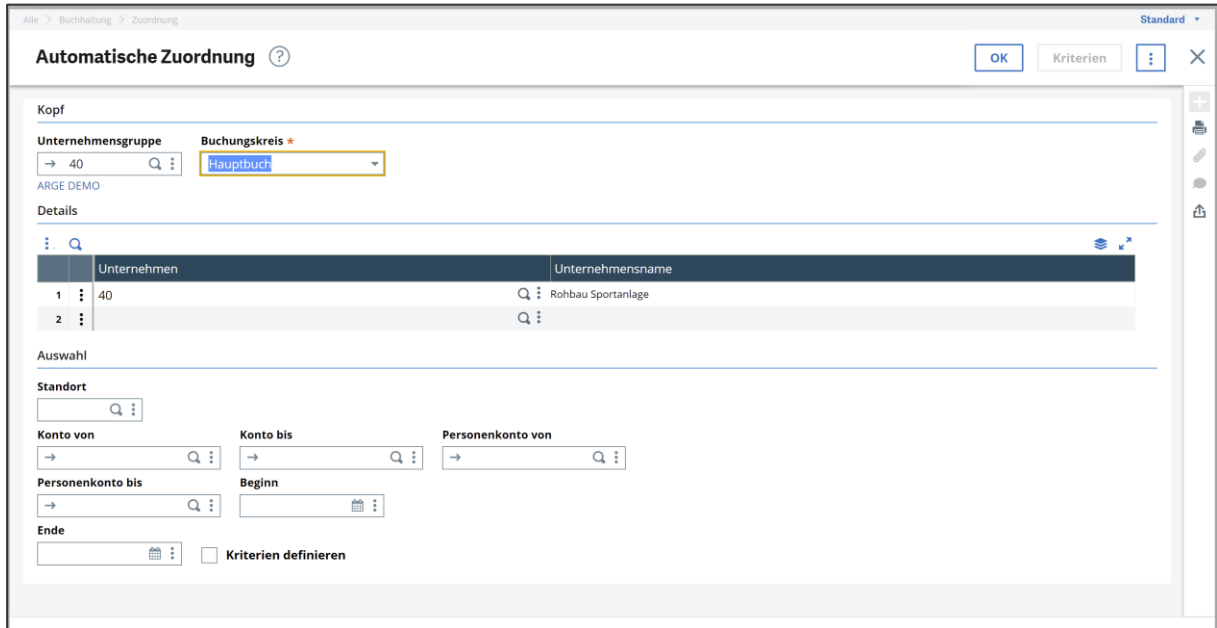 Alle > Buchhaltung > Zuordnung
Standard
Automatische Zuordnung ?
OK Kriterien
Kopf
Unternehmensgruppe Buchungskreis *
→ 40 Hauptbuch
ARGE DEMO
Details
Unternehmen Unternehmensname
1 40 Rohbau Sportanlage
2
Auswahl
Standort
Konto von Konto bis Personenkonto von
Personenkonto bis Beginn
Ende
Kriterien definieren